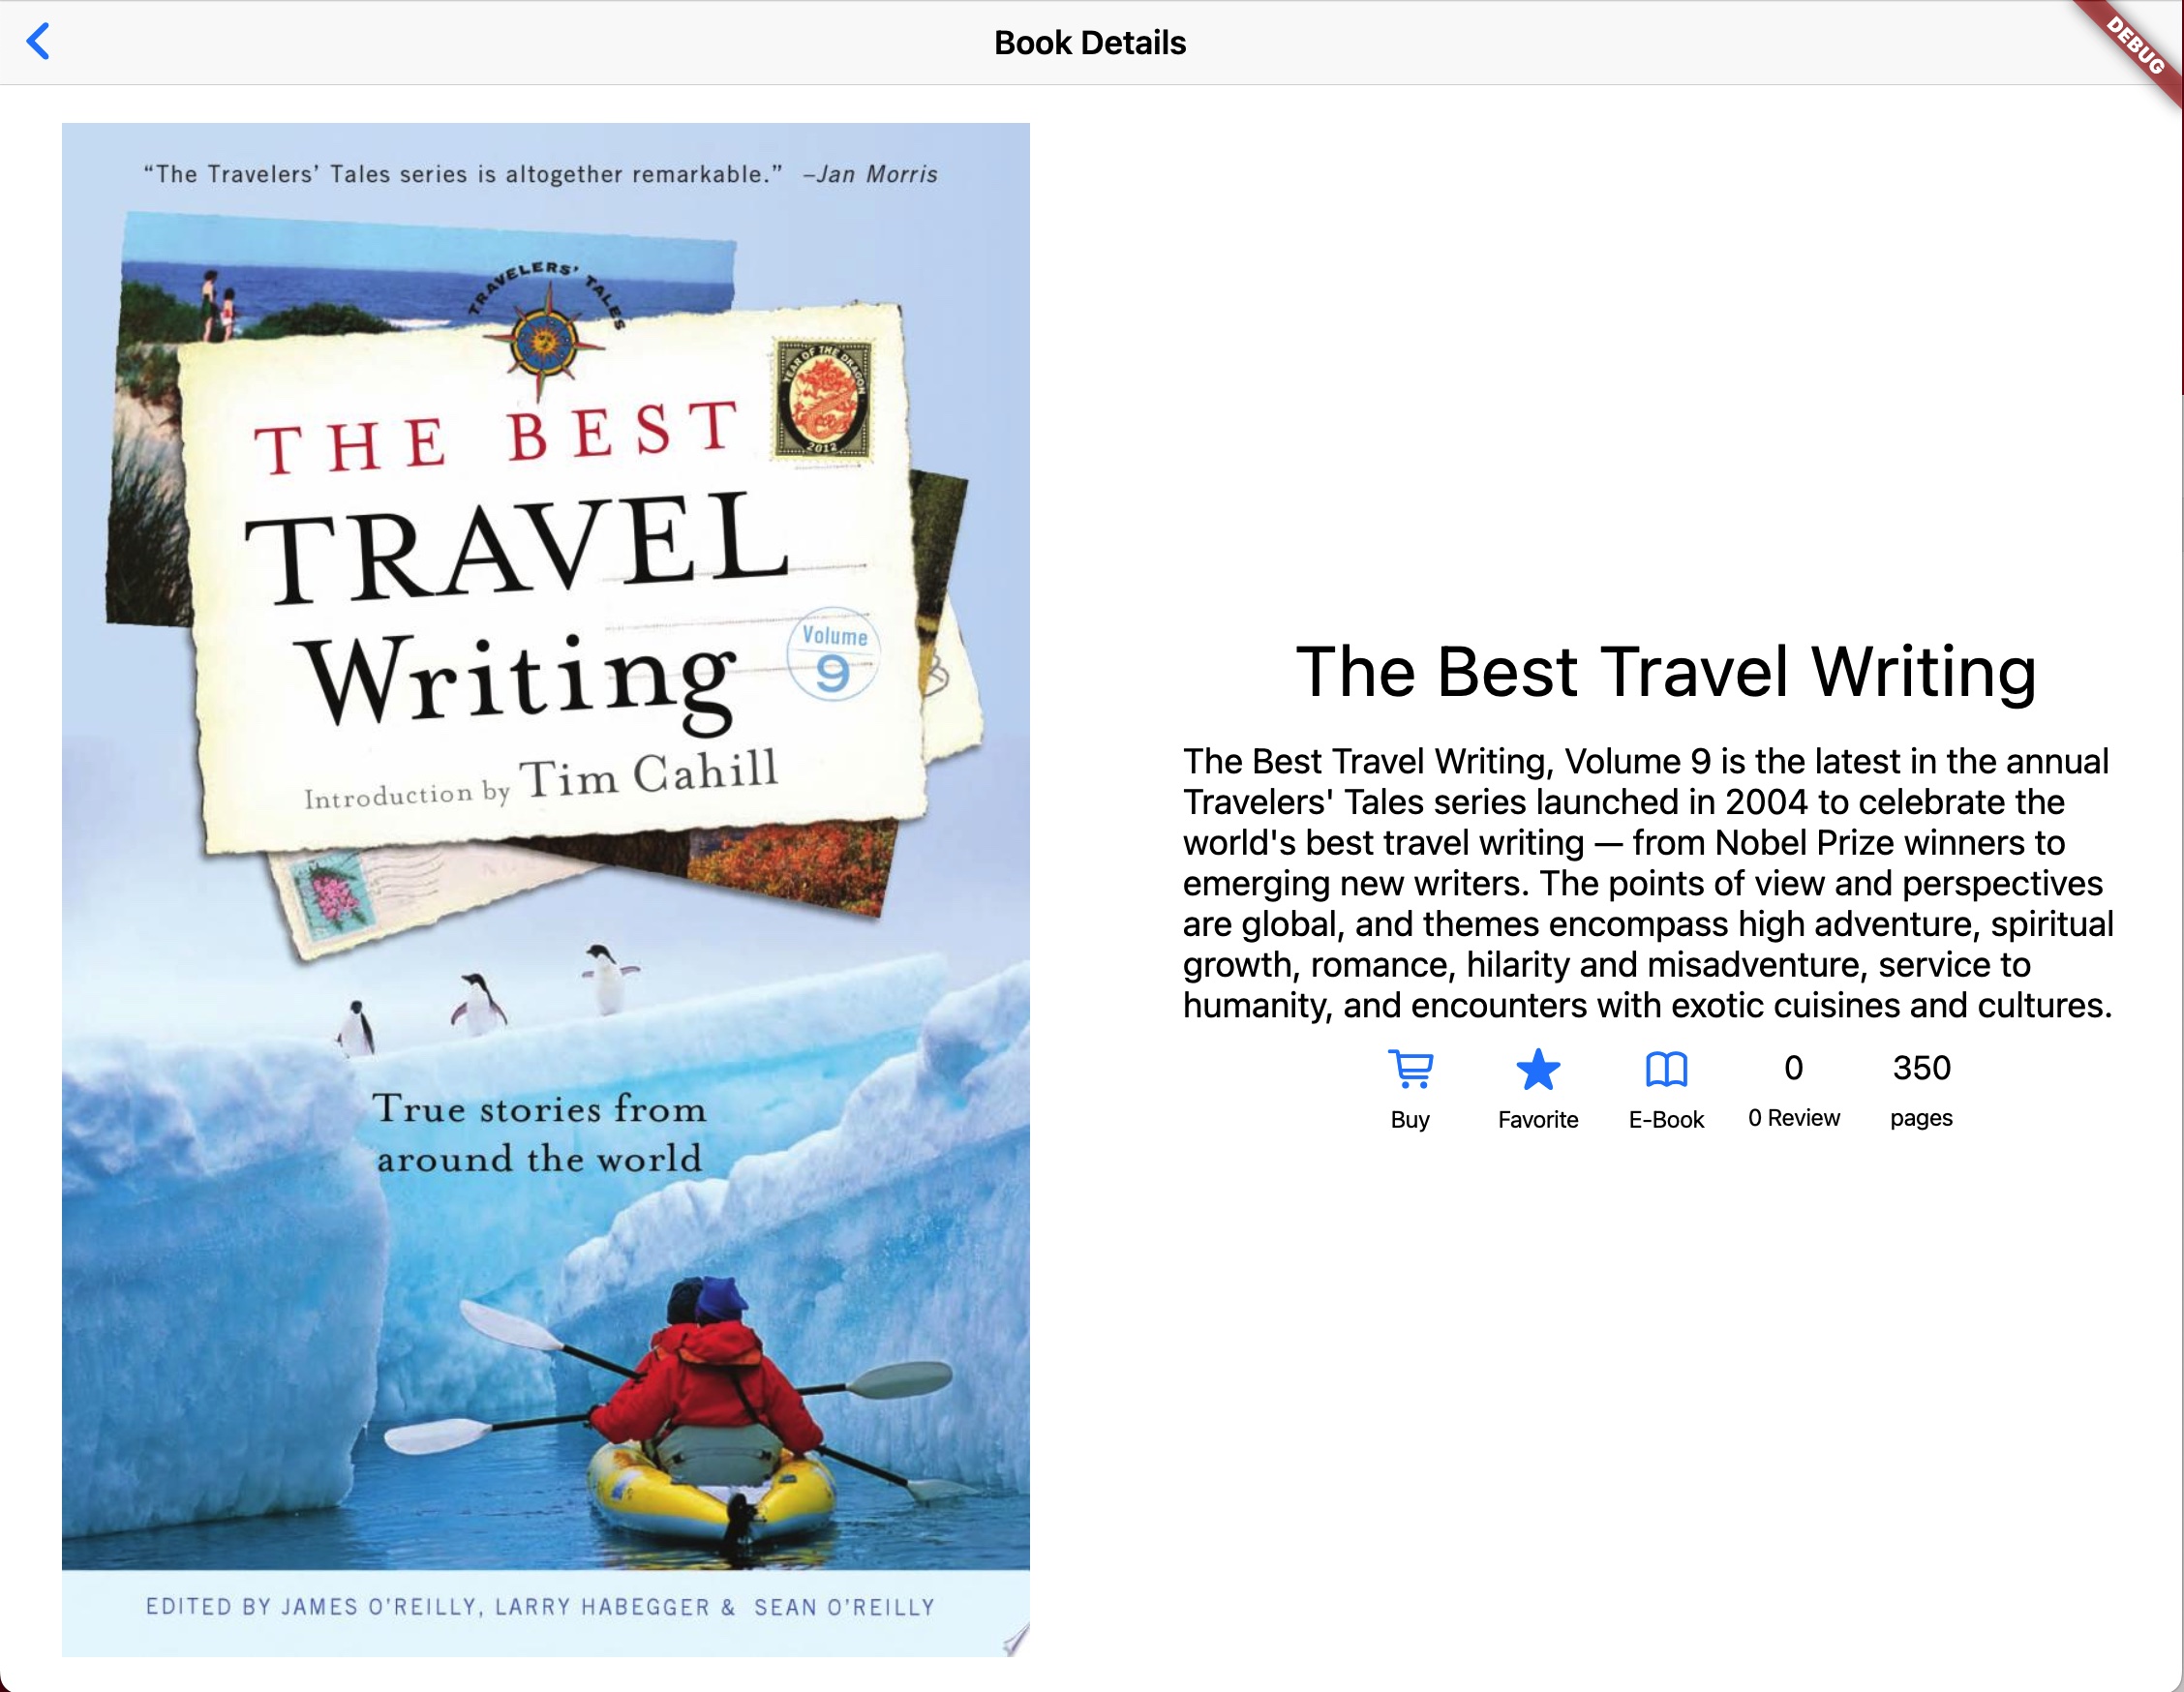 Book Details
DEBUG
“The Travelers’ Tales series is altogether remarkable.” –Jan Morris
TRAVELERS’ TALES
YEAR OF THE DRAGON
2012
THE BEST
TRAVEL
Writing
Volume
9
Introduction by Tim Cahill
True stories from
around the world
EDITED BY JAMES O’REILLY, LARRY HABEGGER & SEAN O’REILLY
The Best Travel Writing
The Best Travel Writing, Volume 9 is the latest in the annual
Travelers' Tales series launched in 2004 to celebrate the
world's best travel writing — from Nobel Prize winners to
emerging new writers. The points of view and perspectives
are global, and themes encompass high adventure, spiritual
growth, romance, hilarity and misadventure, service to
humanity, and encounters with exotic cuisines and cultures.
0 350
Buy Favorite E-Book 0 Review pages